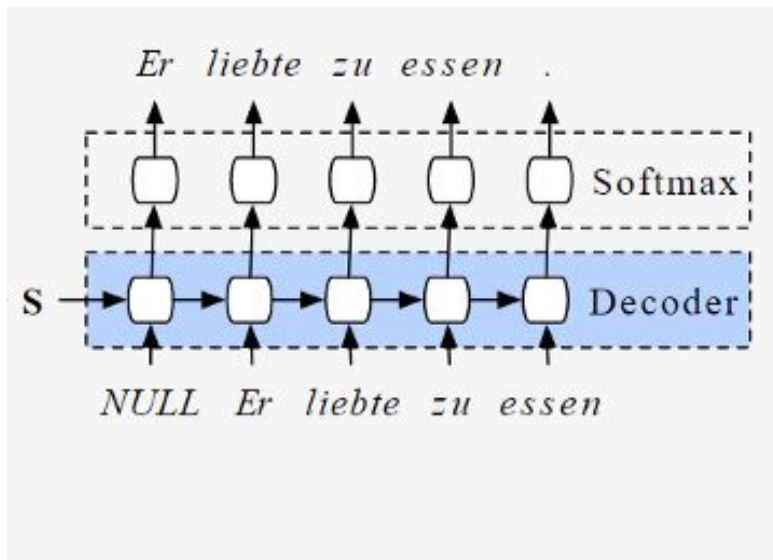 Er liebte zu essen .
Softmax
S Decoder
NULL Er liebte zu essen